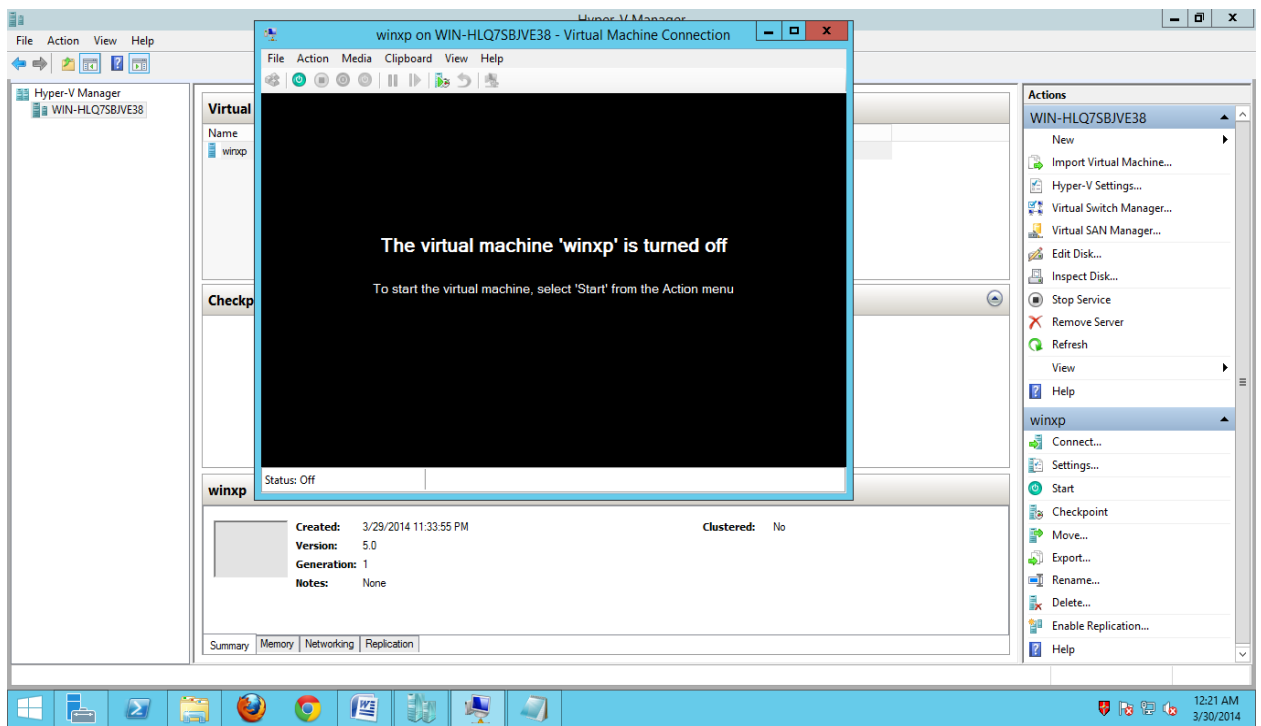 Hyper-V Manager
File Action View Help
Hyper-V Manager
WIN-HLQ7SBJVE38
Virtual
Name
winxp
Checkp
winxp
Created: 3/29/2014 11:33:55 PM
Clustered: No
Version: 5.0
Generation: 1
Notes: None
Summary Memory Networking Replication
winxp on WIN-HLQ7SBJVE38 - Virtual Machine Connection
File Action Media Clipboard View Help
The virtual machine 'winxp' is turned off
To start the virtual machine, select 'Start' from the Action menu
Status: Off
Actions
WIN-HLQ7SBJVE38
New
Import Virtual Machine...
Hyper-V Settings...
Virtual Switch Manager...
Virtual SAN Manager...
Edit Disk...
Inspect Disk...
Stop Service
Remove Server
Refresh
View
Help
winxp
Connect...
Settings...
Start
Checkpoint
Move...
Export...
Rename...
Delete...
Enable Replication...
Help
12:21 AM
3/30/2014